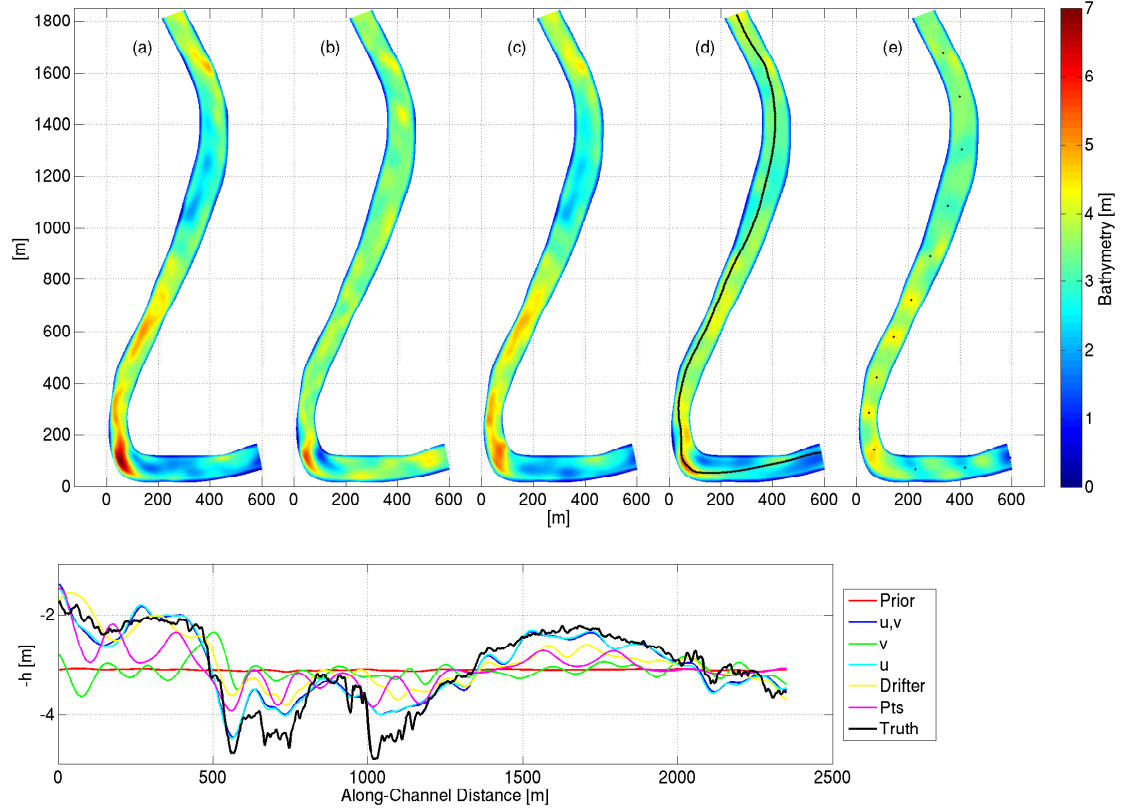 (a) (b) (c) (d) (e)
1800
1600
1400
1200
1000
800
600
400
200
0
[m]
0 200 400 600 0 200 400 600 0 200 400 600 0 200 400 600 0 200 400 600
[m]
7
6
5
4
3
2
1
0
Bathymetry [m]
-2
-4
-h [m]
0 500 1000 1500 2000 2500
Along-Channel Distance [m]
Prior
u,v
v
u
Drifter
Pts
Truth